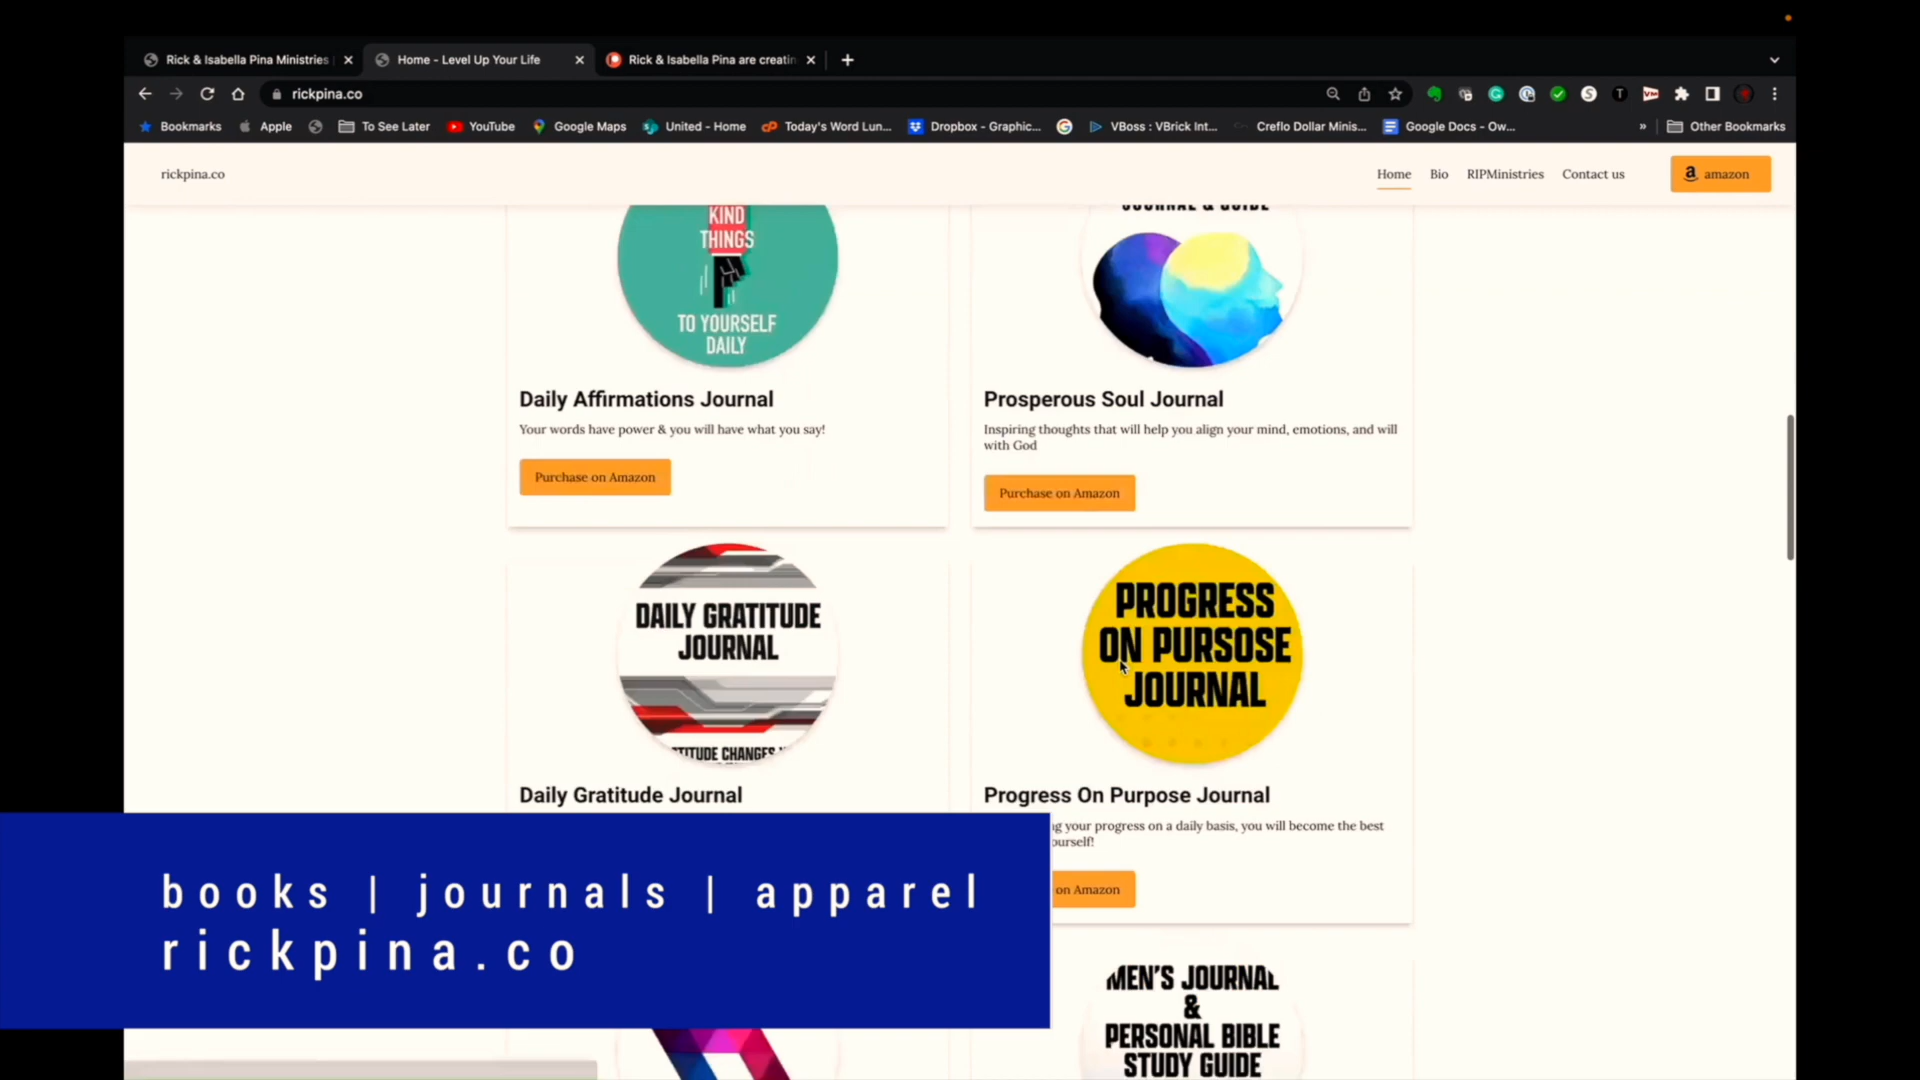 Rick & Isabella Pina Ministries
Home - Level Up Your Life
Rick & Isabella Pina are creatin
rickpina.co
Bookmarks
Apple
To See Later
YouTube
Google Maps
United - Home
Today's Word Lun...
Dropbox - Graphic...
VBoss : VBrick Int...
Creflo Dollar Minis...
Google Docs - Ow...
»
Other Bookmarks
rickpina.co
Home
Bio
RIPMinistries
Contact us
amazon
KIND
THINGS
TO YOURSELF
DAILY
JOURNAL & GUIDE
Daily Affirmations Journal
Your words have power & you will have what you say!
Purchase on Amazon
Prosperous Soul Journal
Inspiring thoughts that will help you align your mind, emotions, and will
with God
Purchase on Amazon
DAILY GRATITUDE
JOURNAL
TITUDE CHANGES
Daily Gratitude Journal
PROGRESS
ON PURSOSE
JOURNAL
Progress On Purpose Journal
g your progress on a daily basis, you will become the best
ourself!
on Amazon
books | journals | apparel
rickpina.co
MEN'S JOURNAL
&
PERSONAL BIBLE
STUDY GUIDE